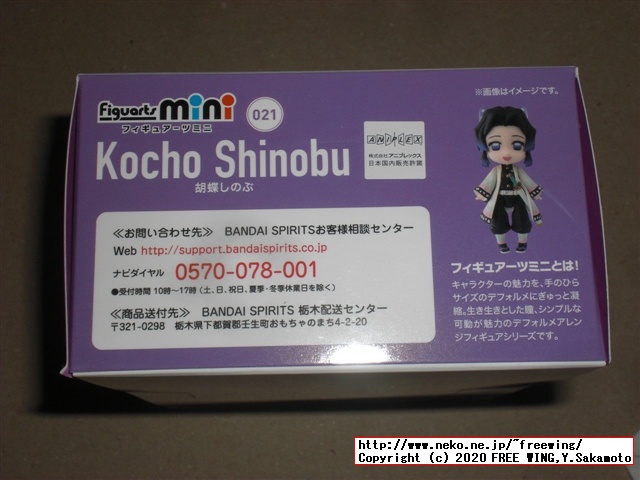 Figuarts mini 021
フィギュアーツミニ
Kocho Shinobu
胡蝶しのぶ
ANIPLEX
株式会社 アニプレックス
日本国内販売許諾
≪お問い合わせ先≫ BANDAI SPIRITSお客様相談センター
Web http://support.bandaispirits.co.jp
ナビダイヤル 0570-078-001
●受付時間 10時～17時 (土、日、祝日、夏季・冬季休業日を除く)
≪商品送付先≫ BANDAI SPIRITS 栃木配送センター
〒321-0298 栃木県下都賀郡壬生町おもちゃのまち4-2-20
※画像はイメージです。
フィギュアーツミニとは!
キャラクターの魅力を、手のひら
サイズのデフォルメにぎゅっと凝
縮。生き生きとした瞳、シンプルな
可動が魅力のデフォルメアレン
ジフィギュアシリーズです。
http://www.neko.ne.jp/~freewing/
Copyright (c) 2020 FREE WING,Y.Sakamoto